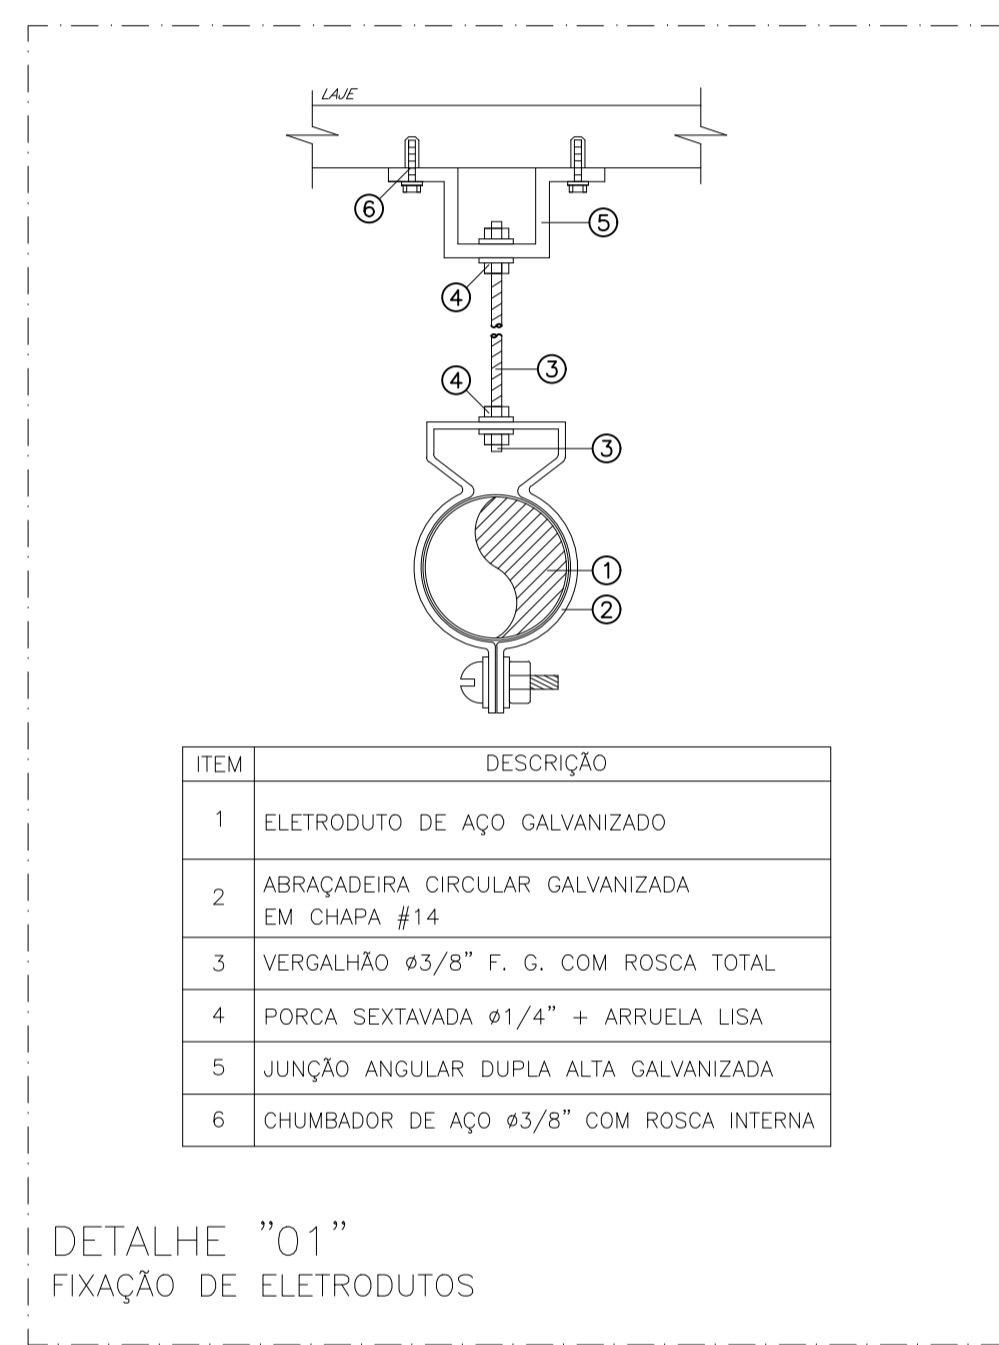 LAJE
6
5
4
3
4
3
1
2
ITEM DESCRIÇÃO
1 ELETRODUTO DE AÇO GALVANIZADO
2 ABRAÇADEIRA CIRCULAR GALVANIZADA
EM CHAPA #14
3 VERGALHÃO ø3/8" F. G. COM ROSCA TOTAL
4 PORCA SEXTAVADA ø1/4" + ARRUELA LISA
5 JUNÇÃO ANGULAR DUPLA ALTA GALVANIZADA
6 CHUMBADOR DE AÇO ø3/8" COM ROSCA INTERNA
DETALHE "01"
FIXAÇÃO DE ELETRODUTOS